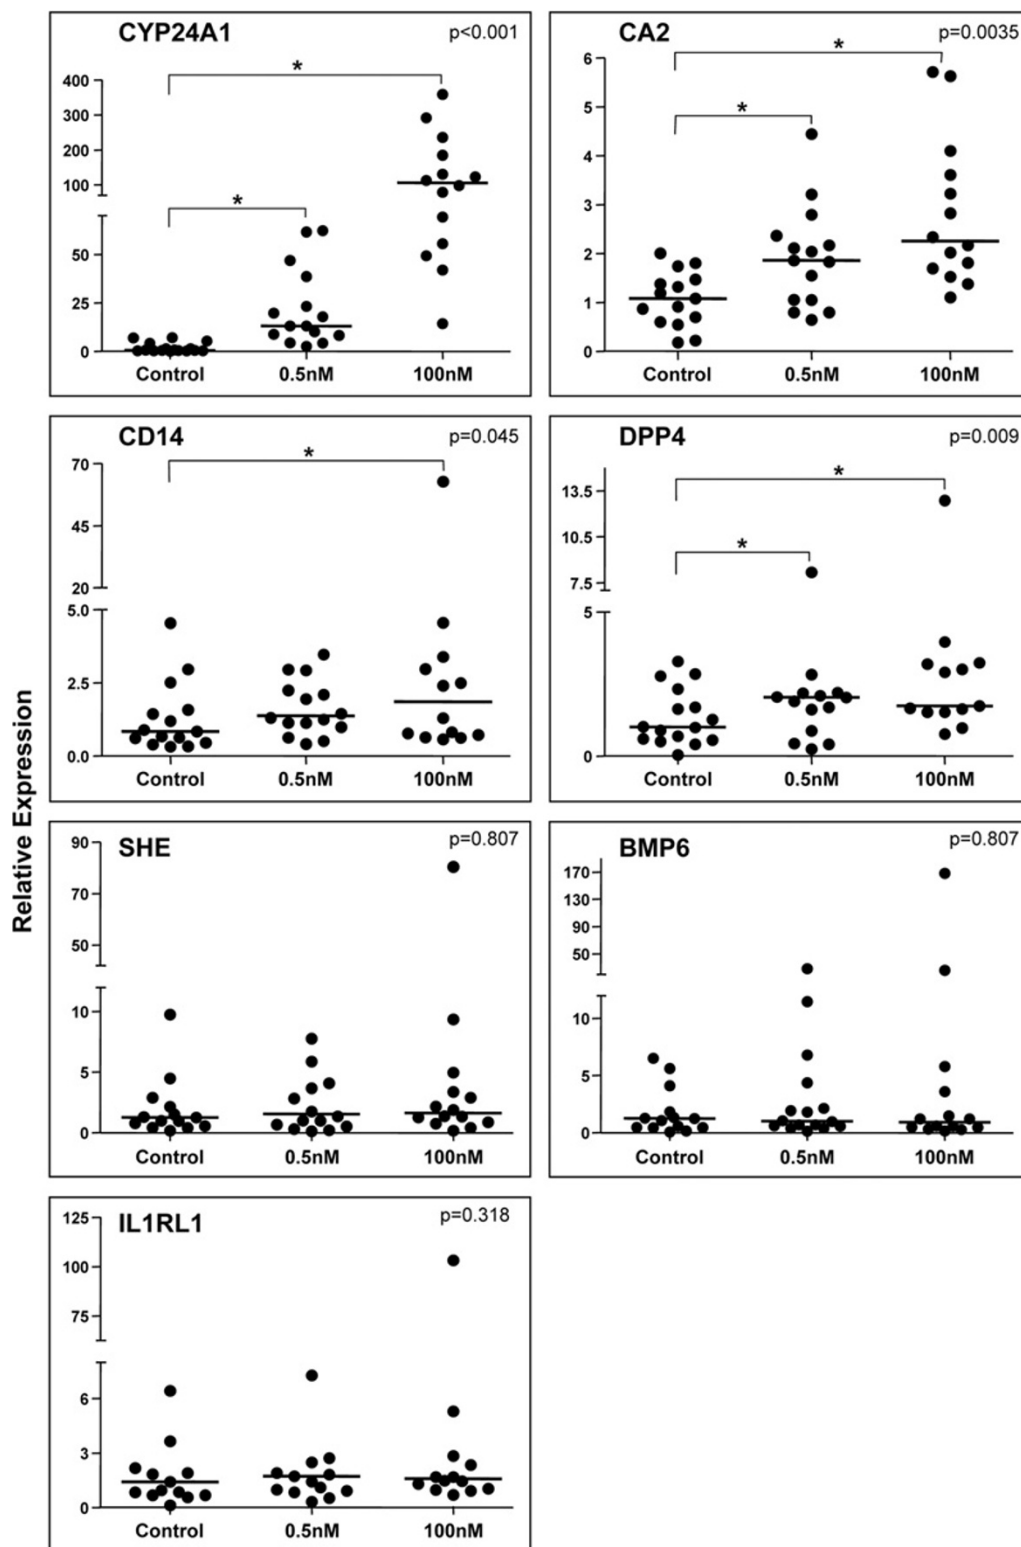 Relative Expression
CYP24A1
p<0.001
400
300
200
100
50
25
0
*
*
Control
0.5nM
100nM
CA2
p=0.0035
6
5
4
3
2
1
0
*
*
Control
0.5nM
100nM
CD14
p=0.045
70
45
20
5.0
2.5
0.0
*
Control
0.5nM
100nM
DPP4
p=0.009
13.5
10.5
7.5
5
0
*
*
Control
0.5nM
100nM
SHE
p=0.807
90
70
50
10
5
0
Control
0.5nM
100nM
BMP6
p=0.807
170
130
90
50
10
5
0
Control
0.5nM
100nM
IL1RL1
p=0.318
125
100
75
6
3
0
Control
0.5nM
100nM